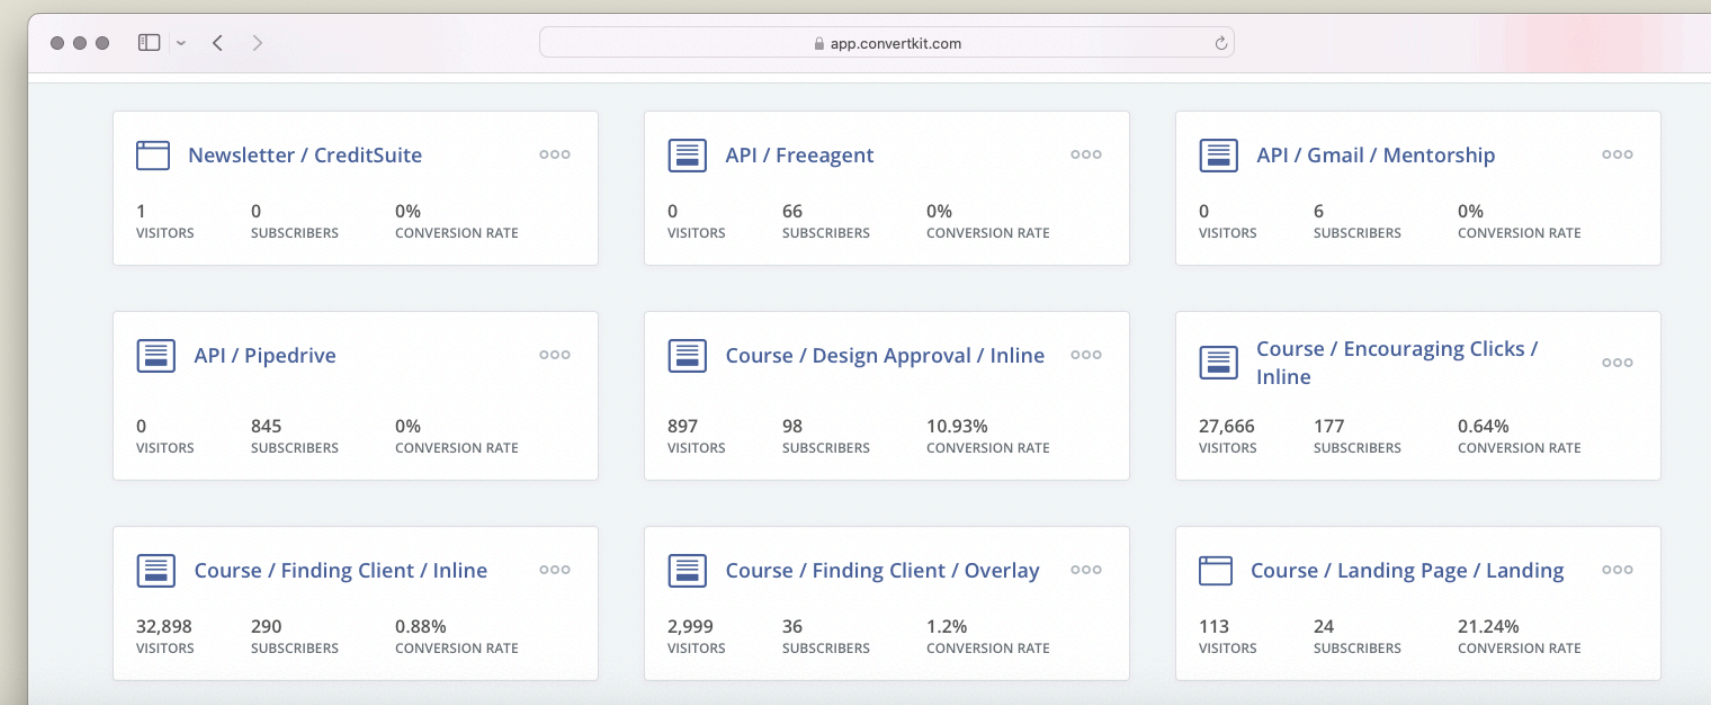 app.convertkit.com
Newsletter / CreditSuite
1
VISITORS
0
SUBSCRIBERS
0%
CONVERSION RATE
API / Freeagent
0
VISITORS
66
SUBSCRIBERS
0%
CONVERSION RATE
API / Gmail / Mentorship
0
VISITORS
6
SUBSCRIBERS
0%
CONVERSION RATE
API / Pipedrive
0
VISITORS
845
SUBSCRIBERS
0%
CONVERSION RATE
Course / Design Approval / Inline
897
VISITORS
98
SUBSCRIBERS
10.93%
CONVERSION RATE
Course / Encouraging Clicks /
Inline
27,666
VISITORS
177
SUBSCRIBERS
0.64%
CONVERSION RATE
Course / Finding Client / Inline
32,898
VISITORS
290
SUBSCRIBERS
0.88%
CONVERSION RATE
Course / Finding Client / Overlay
2,999
VISITORS
36
SUBSCRIBERS
1.2%
CONVERSION RATE
Course / Landing Page / Landing
113
VISITORS
24
SUBSCRIBERS
21.24%
CONVERSION RATE